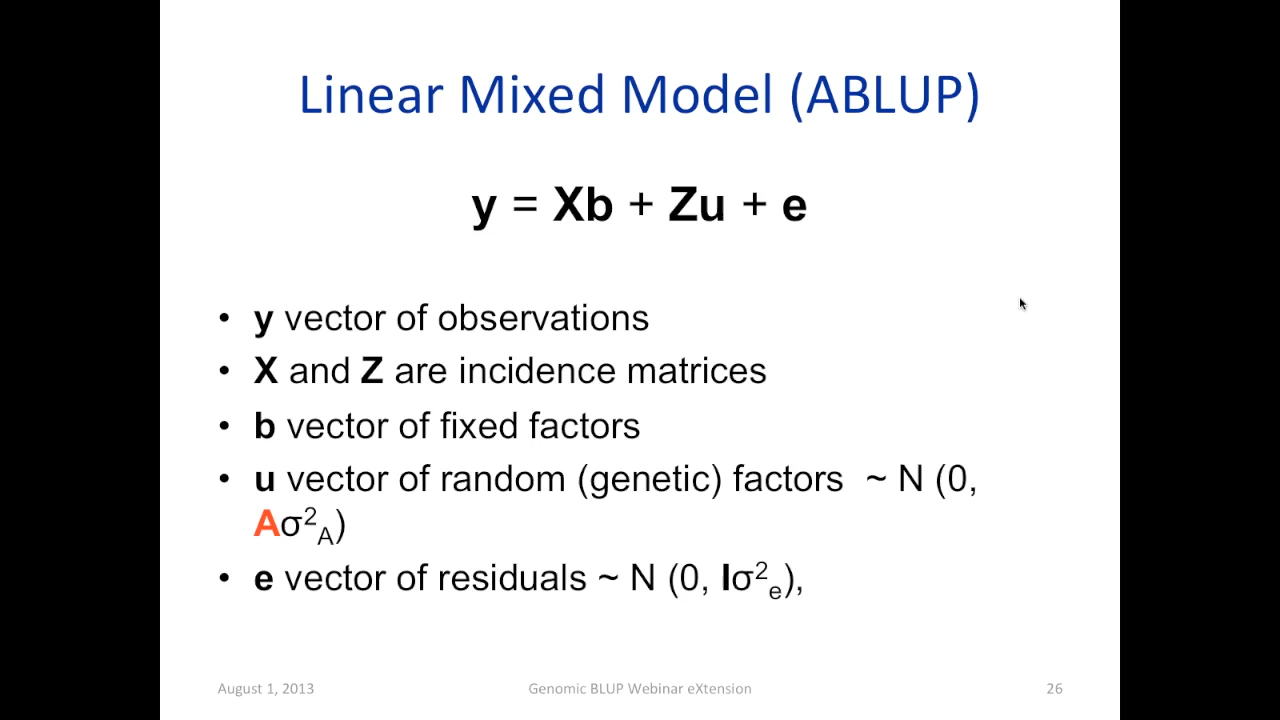 Linear Mixed Model (ABLUP)
y = Xb + Zu + e
• y vector of observations
• X and Z are incidence matrices
• b vector of fixed factors
• u vector of random (genetic) factors ~ N (0,
Aσ²A)
• e vector of residuals ~ N (0, Iσ²e),
August 1, 2013 Genomic BLUP Webinar eXtension 26